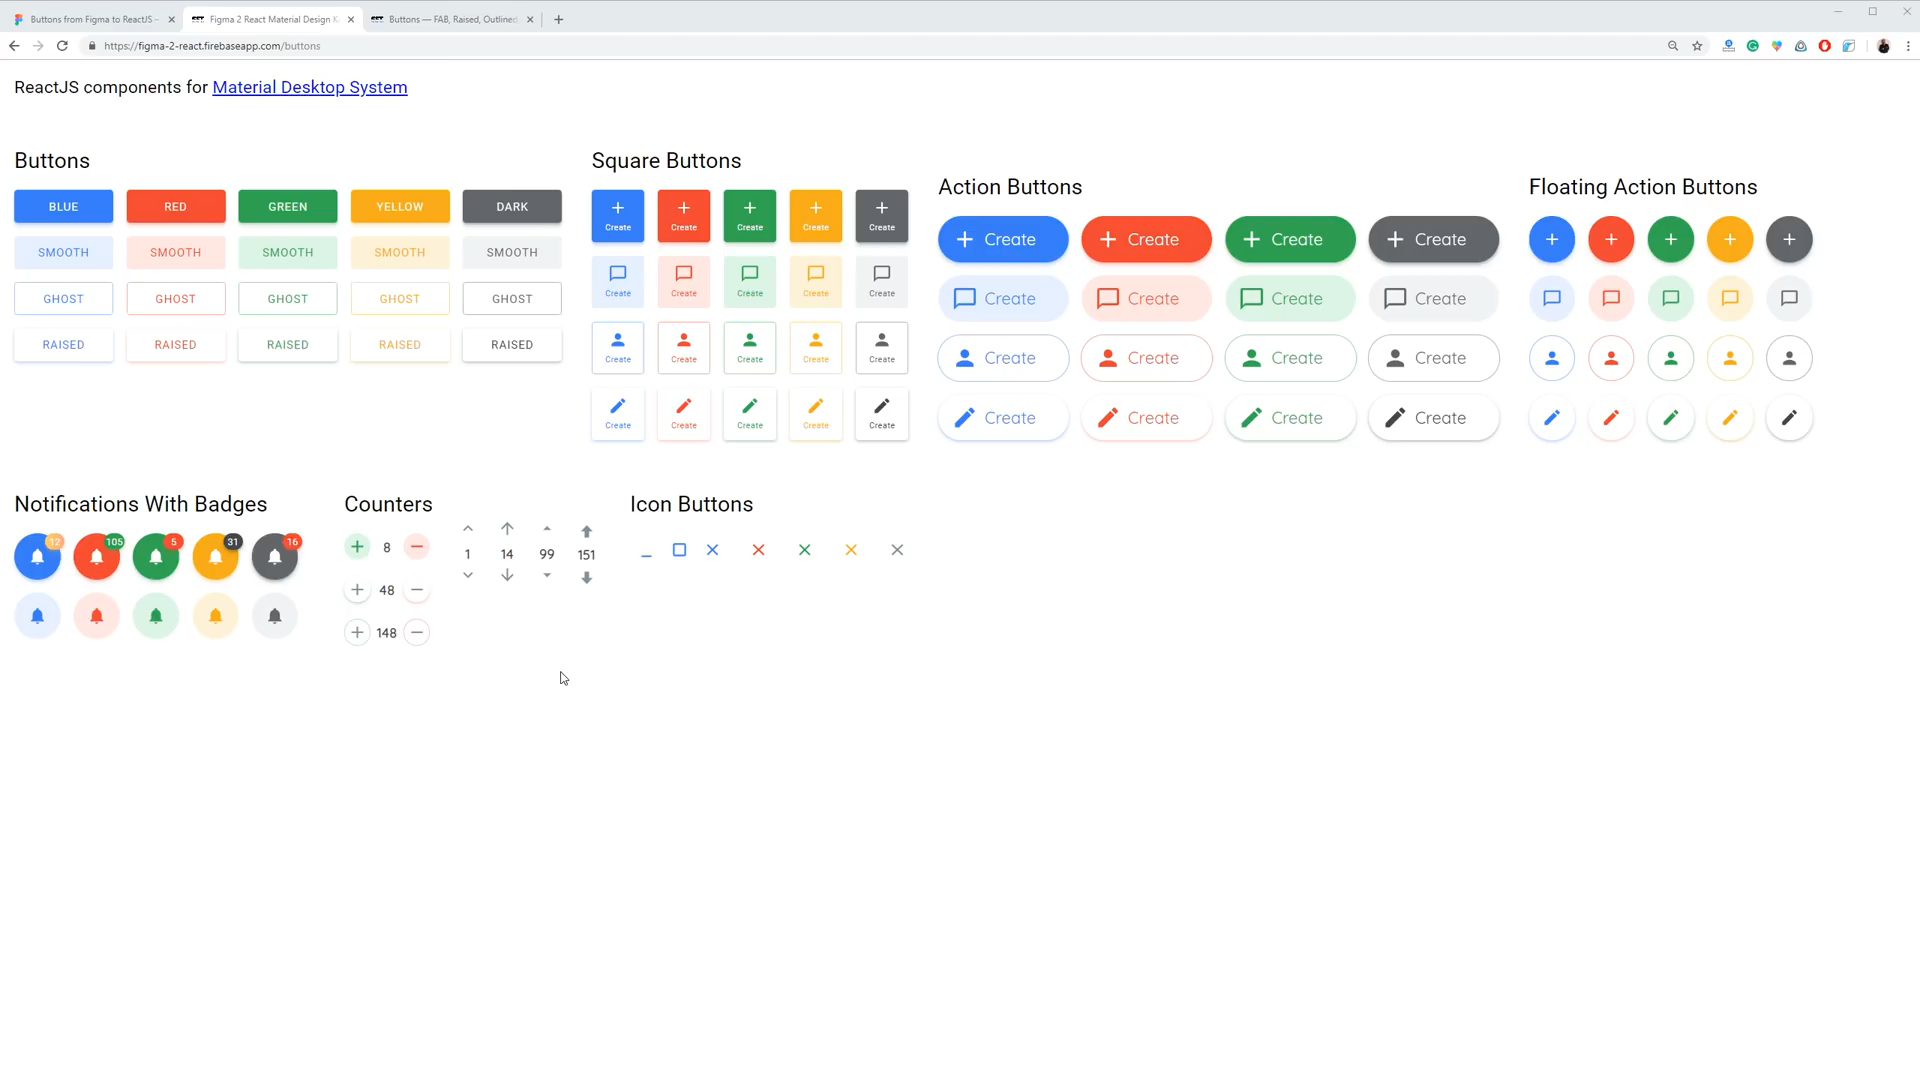 Buttons from Figma to ReactJS –
Figma 2 React Material Design K
Buttons — FAB, Raised, Outlined
https://figma-2-react.firebaseapp.com/buttons
ReactJS components for Material Desktop System
Buttons
BLUE RED GREEN YELLOW DARK
SMOOTH SMOOTH SMOOTH SMOOTH SMOOTH
GHOST GHOST GHOST GHOST GHOST
RAISED RAISED RAISED RAISED RAISED
Square Buttons
Create Create Create Create Create
Create Create Create Create Create
Create Create Create Create Create
Create Create Create Create Create
Action Buttons
Create Create Create Create
Create Create Create Create
Create Create Create Create
Create Create Create Create
Floating Action Buttons
Notifications With Badges
12 105 5 31 16
Counters
8
48
148
1 14 99 151
Icon Buttons